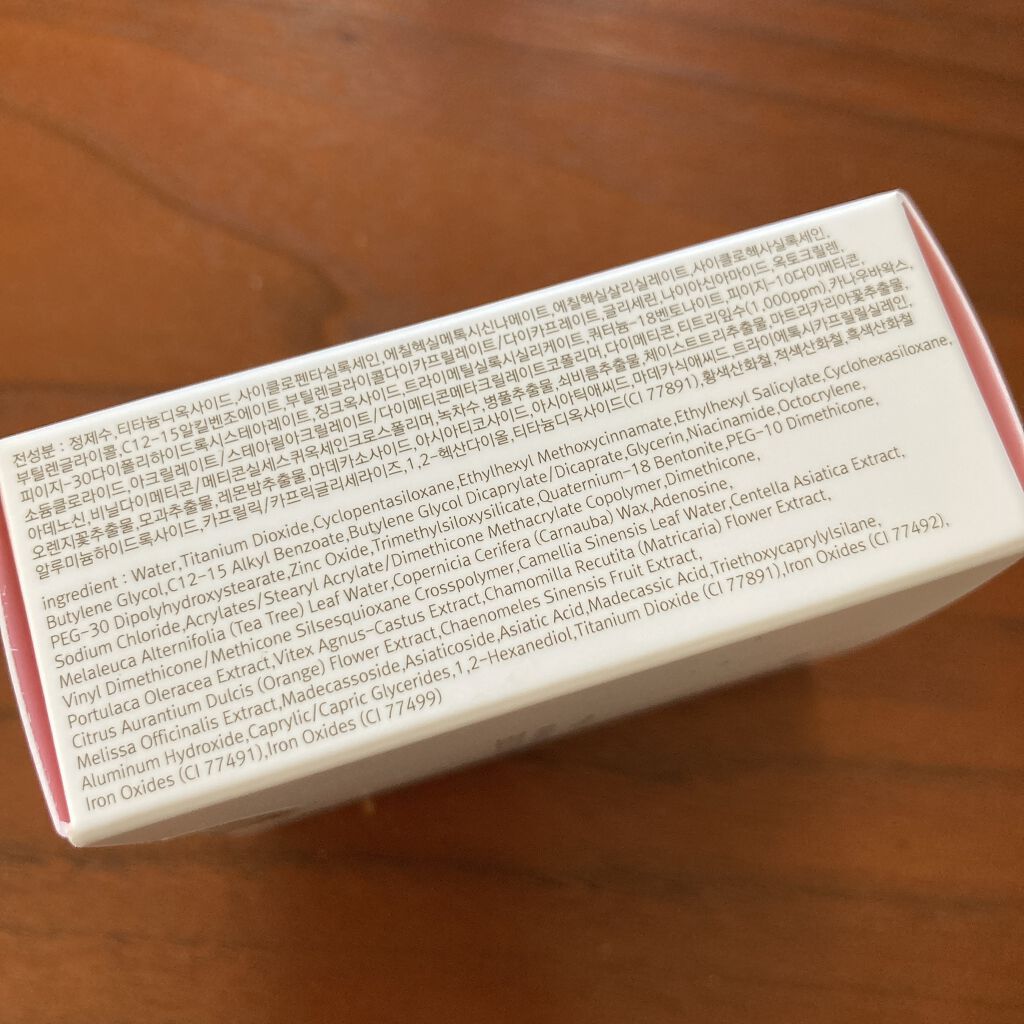 전성분 : 정제수,티타늄디옥사이드,사이클로펜타실록세인,에칠헥실메톡시신나메이트,에칠헥실살리실레이트,사이클로헥사실록세인,
부틸렌글라이콜,C12-15알킬벤조에이트,부틸렌글라이콜다이카프릴레이트/다이카프레이트,글리세린,나이아신아마이드,옥토크릴렌,
피이지-30다이폴리하이드록시스테아레이트,징크옥사이드,트라이메틸실록시실리케이트,쿼터늄-18벤토나이트,피이지-10다이메티콘,
소듐클로라이드,아크릴레이트/스테아릴아크릴레이트/다이메티콘메타크릴레이트코폴리머,다이메티콘,티트리잎수(1,000ppm),카나우바왁스,
아데노신,비닐다이메티콘/메티콘실세스퀴옥세인크로스폴리머,녹차수,병풀추출물,쇠비름추출물,체이스트트리추출물,마트리카리아꽃추출물,
오렌지꽃추출물,모과추출물,레몬밤추출물,마데카소사이드,아시아티코사이드,아시아틱애씨드,마데카식애씨드,트라이에톡시카프릴릴실레인,
알루미늄하이드록사이드,카프릴릭/카프릭글리세라이즈,1,2-헥산다이올,티타늄디옥사이드(CI 77891),황색산화철,적색산화철,흑색산화철
ingredient : Water,Titanium Dioxide,Cyclopentasiloxane,Ethylhexyl Methoxycinnamate,Ethylhexyl Salicylate,Cyclohexasiloxane,
Butylene Glycol,C12-15 Alkyl Benzoate,Butylene Glycol Dicaprylate/Dicaprate,Glycerin,Niacinamide,Octocrylene,
PEG-30 Dipolyhydroxystearate,Zinc Oxide,Trimethylsiloxysilicate,Quaternium-18 Bentonite,PEG-10 Dimethicone,
Sodium Chloride,Acrylates/Stearyl Acrylate/Dimethicone Methacrylate Copolymer,Dimethicone,
Melaleuca Alternifolia (Tea Tree) Leaf Water,Copernicia Cerifera (Carnauba) Wax,Adenosine,
Vinyl Dimethicone/Methicone Silsesquioxane Crosspolymer,Camellia Sinensis Leaf Water,Centella Asiatica Extract,
Portulaca Oleracea Extract,Vitex Agnus-Castus Extract,Chamomilla Recutita (Matricaria) Flower Extract,
Citrus Aurantium Dulcis (Orange) Flower Extract,Chaenomeles Sinensis Fruit Extract,
Melissa Officinalis Extract,Madecassoside,Asiaticoside,Asiatic Acid,Madecassic Acid,Triethoxycaprylylsilane,
Aluminum Hydroxide,Caprylic/Capric Glycerides,1,2-Hexanediol,Titanium Dioxide (CI 77891),Iron Oxides (CI 77492),
Iron Oxides (CI 77491),Iron Oxides (CI 77499)